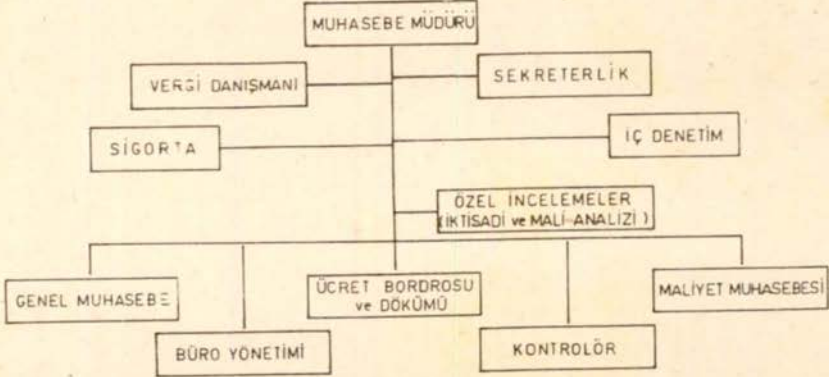 MUHASEBE MÜDÜRÜ
VERGİ DANIŞMANI
SEKRETERLİK
SİGORTA
İÇ DENETİM
ÖZEL İNCELEMELER
(İKTİSADİ ve MALİ ANALİZİ)
GENEL MUHASEBE
ÜCRET BORDROSU
ve DÖKÜMÜ
MALİYET MUHASEBESİ
BÜRO YÖNETİMİ
KONTROLÖR